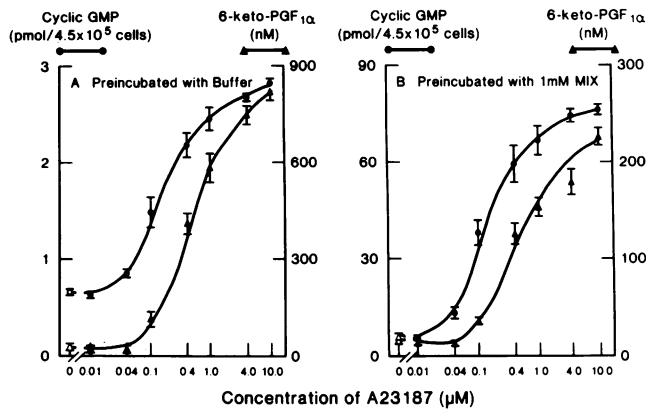 Cyclic GMP
(pmol/4.5x10⁵ cells)
6-keto-PGF₁α
(nM)
Cyclic GMP
(pmol/4.5x10⁵ cells)
6-keto-PGF₁α
(nM)
3
2
1
0
A Preincubated with Buffer
900
600
300
0
0 0.01 0.04 0.1 0.4 1.0 4.0 10.0
90
60
30
0
B Preincubated with 1mM MIX
300
200
100
0
0 0.01 0.04 0.1 0.4 1.0 4.0 10.0
Concentration of A23187 (μM)